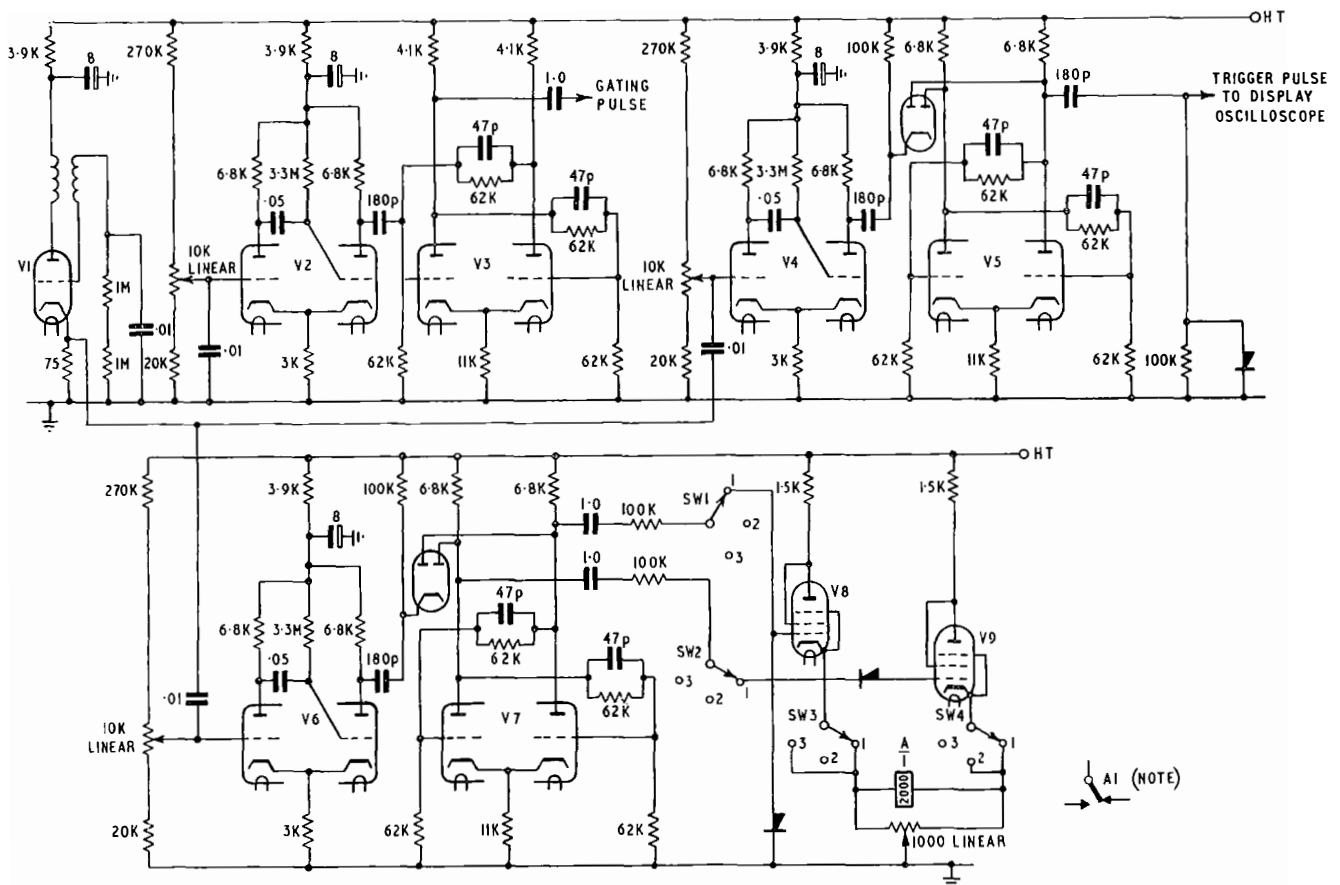 HT
3.9K
270K
3.9K
4.1K
4.1K
270K
3.9K
100K
6.8K
6.8K
8
8
8
1.0
GATING
PULSE
180p
TRIGGER PULSE
TO DISPLAY
OSCILLOSCOPE
47p
62K
47p
62K
47p
62K
47p
62K
6.8K
3.3M
6.8K
.05
180p
6.8K
3.3M
6.8K
.05
180p
V1
10K
LINEAR
V2
V3
10K
LINEAR
V4
V5
1M
.01
75
1M
20K
.01
3K
62K
11K
62K
20K
.01
3K
62K
11K
62K
100K
HT
270K
3.9K
100K
6.8K
6.8K
1.5K
1.5K
8
1.0
100K
SW1
1
2
3
1.0
100K
47p
62K
47p
62K
6.8K
3.3M
6.8K
.05
180p
.01
V8
V9
SW2
3
2
1
SW3
3
2
1
SW4
3
2
1
10K
LINEAR
V6
V7
A
1
2000
A1 (NOTE)
20K
3K
62K
11K
62K
1000 LINEAR